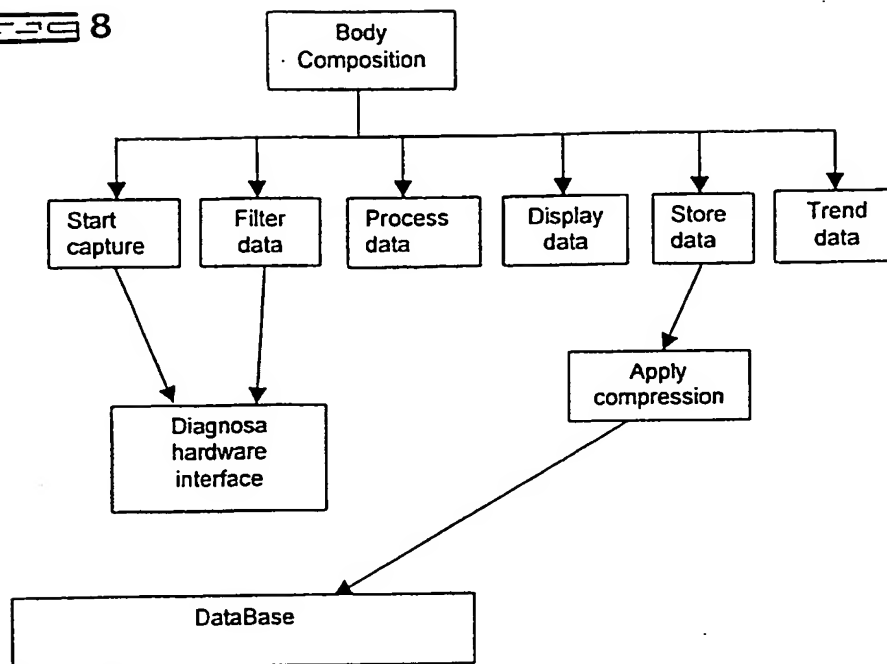 8
Body
Composition
Start
capture
Filter
data
Process
data
Display
data
Store
data
Trend
data
Apply
compression
Diagnosa
hardware
interface
DataBase